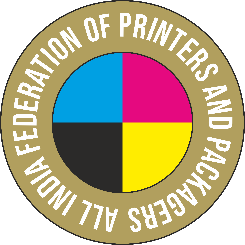 ALL INDIA FEDERATION OF PRINTERS AND PACKAGERS